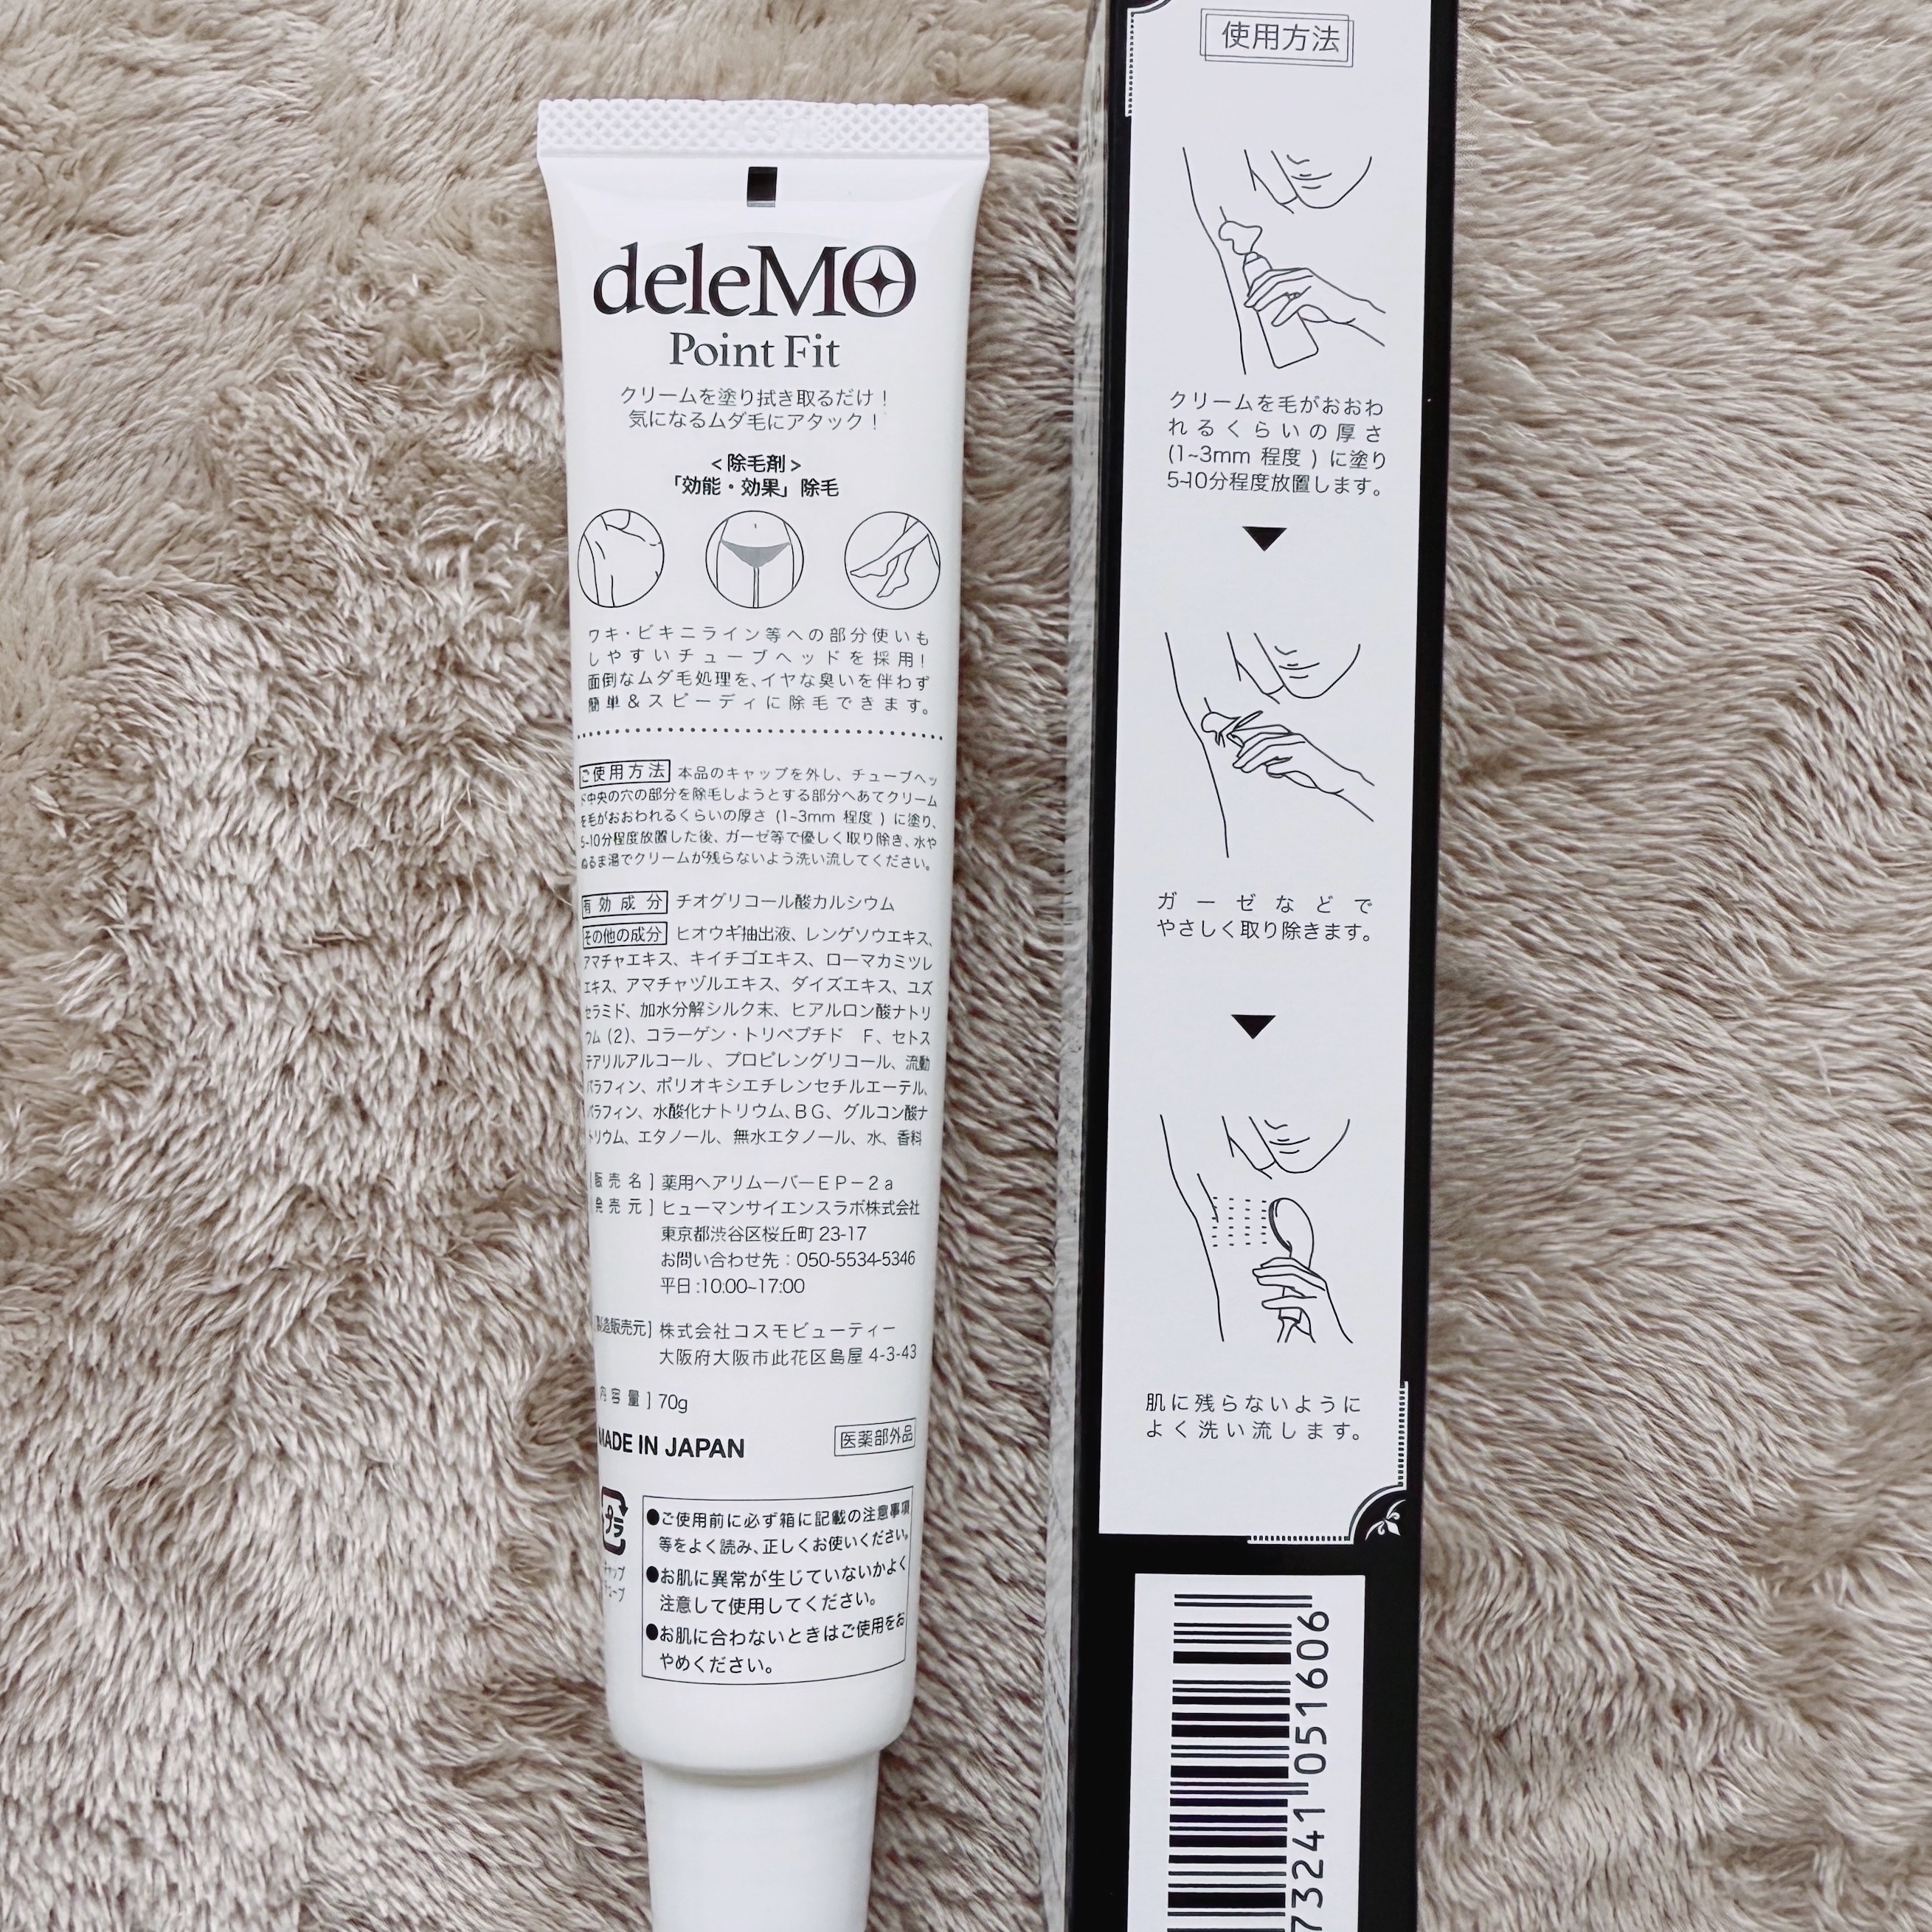 deleMO
Point Fit
クリームを塗り拭き取るだけ！
気になるムダ毛にアタック！
<除毛剤>
「効能・効果」除毛
ワキ・ビキニライン等への部分使いも
しやすいチューブヘッドを採用！
面倒なムダ毛処理を、イヤな臭いを伴わず
簡単＆スピーディに除毛できます。
ご使用方法 本品のキャップを外し、チューブヘッ
ド中央の穴の部分を除毛しようとする部分へあてクリーム
を毛がおおわれるくらいの厚さ (1~3mm 程度 ) に塗り、
5-10分程度放置した後、ガーゼ等で優しく取り除き、水や
ぬるま湯でクリームが残らないよう洗い流してください。
有効成分 チオグリコール酸カルシウム
その他の成分 ヒオウギ抽出液、レンゲソウエキス、
アマチャエキス、キイチゴエキス、ローマカミツレ
エキス、アマチャヅルエキス、ダイズエキス、ユズ
セラミド、加水分解シルク末、ヒアルロン酸ナトリ
ウム (2)、コラーゲン・トリペプチド F、セトス
テアリルアルコール、プロピレングリコール、流動
パラフィン、ポリオキシエチレンセチルエーテル、
パラフィン、水酸化ナトリウム、BG、グルコン酸ナ
トリウム、エタノール、無水エタノール、水、香料
販売名 ] 薬用ヘアリムーバーEP－2a
発売元 ] ヒューマンサイエンスラボ株式会社
東京都渋谷区桜丘町 23-17
お問い合わせ先：050-5534-5346
平日:10:00~17:00
造販売元] 株式会社コスモビューティー
大阪府大阪市此花区島屋 4-3-43
内容量 ] 70g
MADE IN JAPAN
医薬部外品
プラ
キャップ
チューブ
●ご使用前に必ず箱に記載の注意事項
等をよく読み、正しくお使いください。
●お肌に異常が生じていないかよく
注意して使用してください。
●お肌に合わないときはご使用をお
やめください。
使用方法
クリームを毛がおおわ
れるくらいの厚さ
(1~3mm 程度 ) に塗り
5-10分程度放置します。
ガーゼなどで
やさしく取り除きます。
肌に残らないように
よく洗い流します。
73241 051606